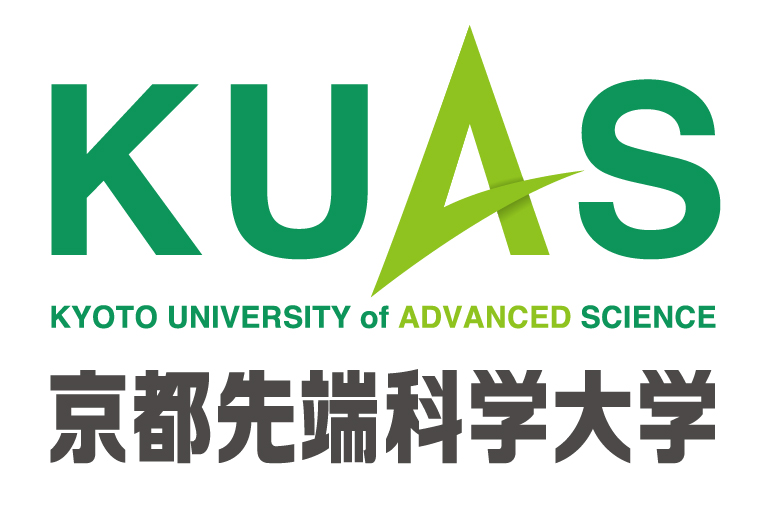 KUAS
KYOTO UNIVERSITY of ADVANCED SCIENCE
京都先端科学大学